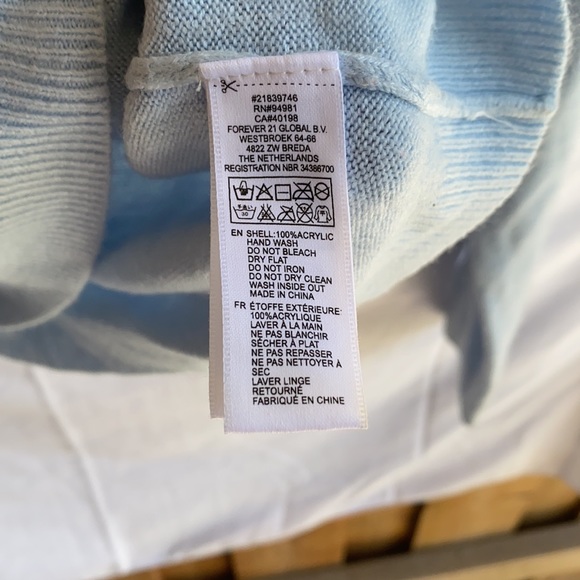 #21839746
RN#94981
CA#40198
FOREVER 21 GLOBAL B.V.
WESTBROEK 64-66
4822 ZW BREDA
THE NETHERLANDS
REGISTRATION NBR 34386700
30
EN SHELL:100%ACRYLIC
HAND WASH
DO NOT BLEACH
DRY FLAT
DO NOT IRON
DO NOT DRY CLEAN
WASH INSIDE OUT
MADE IN CHINA
FR ÉTOFFE EXTÉRIEURE:
100%ACRYLIQUE
LAVER À LA MAIN
NE PAS BLANCHIR
SÉCHER À PLAT
NE PAS REPASSER
NE PAS NETTOYER À
SEC
LAVER LINGE
RETOURNÉ
FABRIQUÉ EN CHINE